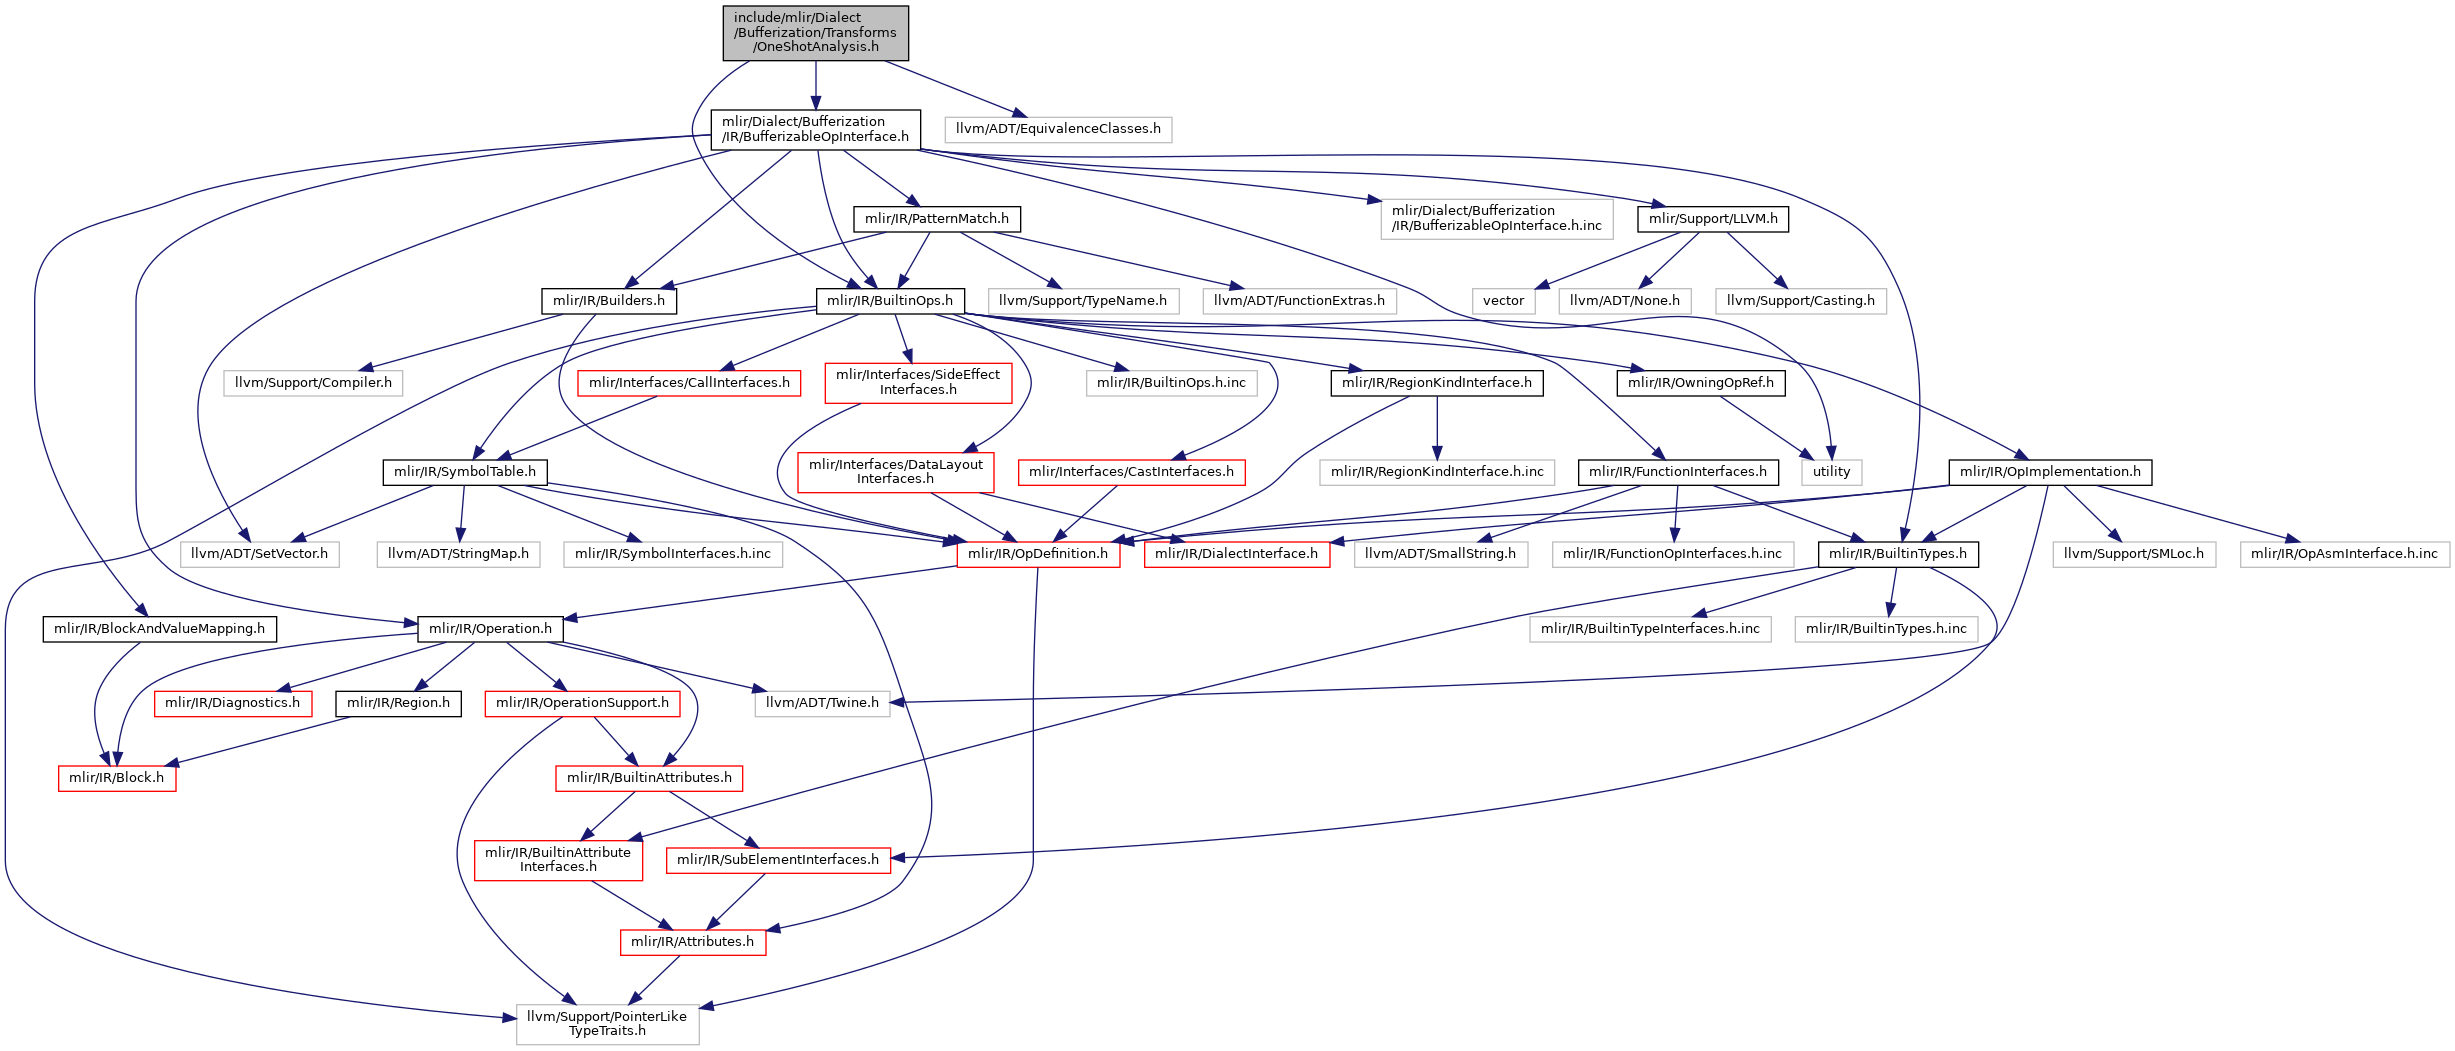 include/mlir/Dialect
/Bufferization/Transforms
/OneShotAnalysis.h
mlir/Dialect/Bufferization
/IR/BufferizableOpInterface.h
llvm/ADT/EquivalenceClasses.h
mlir/IR/PatternMatch.h
mlir/Dialect/Bufferization
/IR/BufferizableOpInterface.h.inc
mlir/Support/LLVM.h
mlir/IR/Builders.h
mlir/IR/BuiltinOps.h
llvm/Support/TypeName.h
llvm/ADT/FunctionExtras.h
vector
llvm/ADT/None.h
llvm/Support/Casting.h
llvm/Support/Compiler.h
mlir/Interfaces/CallInterfaces.h
mlir/Interfaces/SideEffect
Interfaces.h
mlir/IR/BuiltinOps.h.inc
mlir/IR/RegionKindInterface.h
mlir/IR/OwningOpRef.h
mlir/IR/SymbolTable.h
mlir/Interfaces/DataLayout
Interfaces.h
mlir/Interfaces/CastInterfaces.h
mlir/IR/RegionKindInterface.h.inc
mlir/IR/FunctionInterfaces.h
utility
mlir/IR/OpImplementation.h
llvm/ADT/SetVector.h
llvm/ADT/StringMap.h
mlir/IR/SymbolInterfaces.h.inc
mlir/IR/OpDefinition.h
mlir/IR/DialectInterface.h
llvm/ADT/SmallString.h
mlir/IR/FunctionOpInterfaces.h.inc
mlir/IR/BuiltinTypes.h
llvm/Support/SMLoc.h
mlir/IR/OpAsmInterface.h.inc
mlir/IR/BlockAndValueMapping.h
mlir/IR/Operation.h
mlir/IR/BuiltinTypeInterfaces.h.inc
mlir/IR/BuiltinTypes.h.inc
mlir/IR/Diagnostics.h
mlir/IR/Region.h
mlir/IR/OperationSupport.h
llvm/ADT/Twine.h
mlir/IR/Block.h
mlir/IR/BuiltinAttributes.h
mlir/IR/BuiltinAttribute
Interfaces.h
mlir/IR/SubElementInterfaces.h
mlir/IR/Attributes.h
llvm/Support/PointerLike
TypeTraits.h